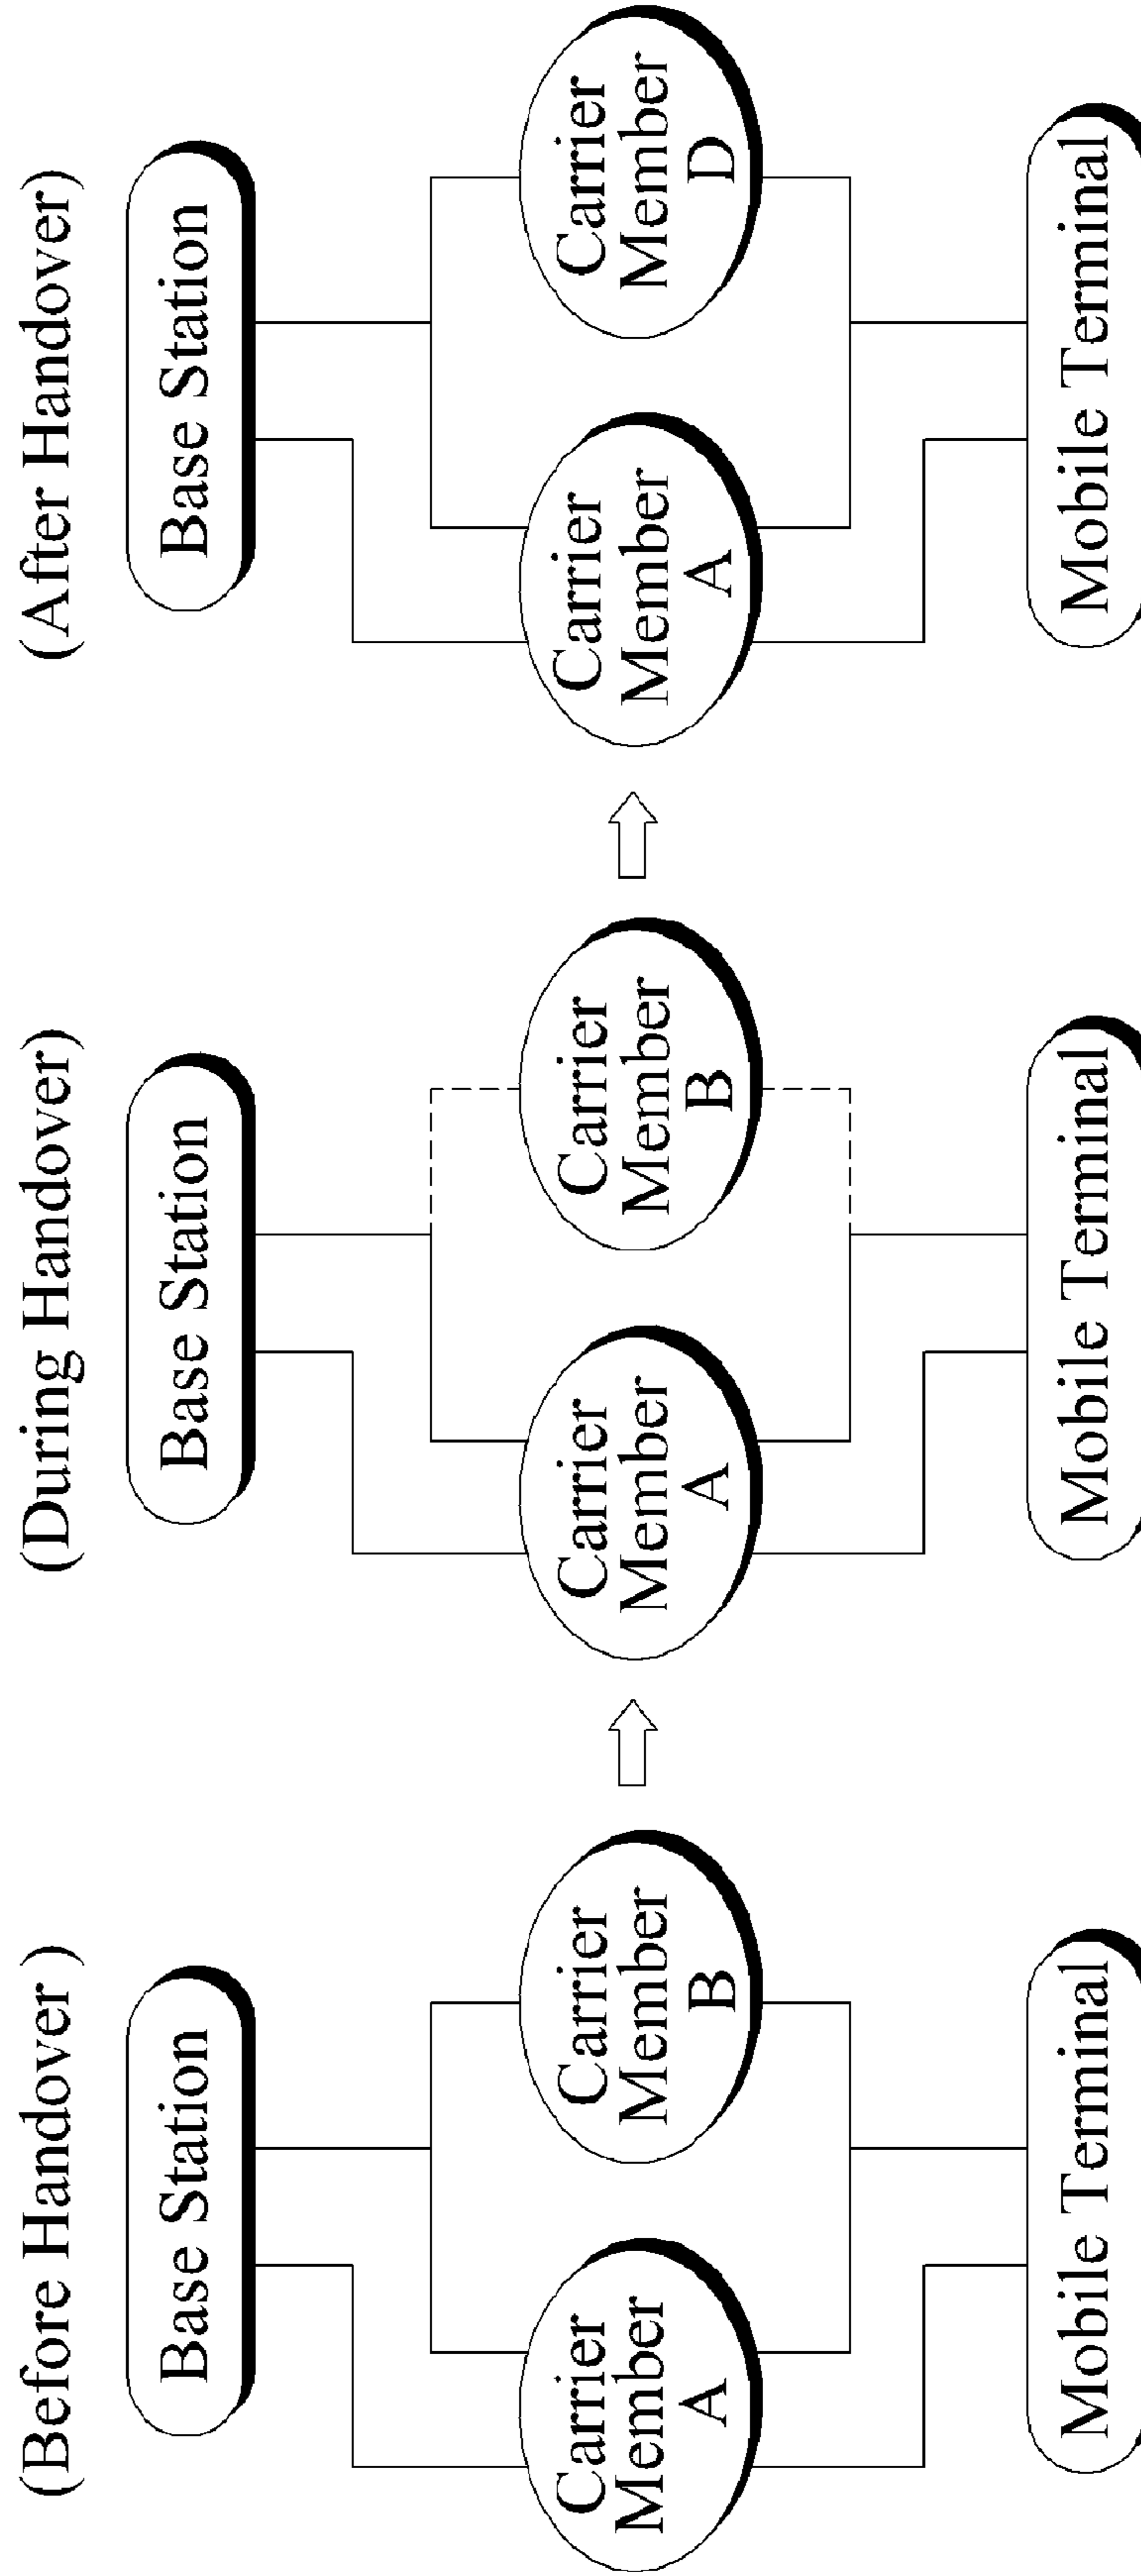 (Before Handover )
Base Station
Carrier
Member
A
Carrier
Member
B
Mobile Terminal
(During Handover)
Base Station
Carrier
Member
A
Carrier
Member
B
Mobile Terminal
(After Handover)
Base Station
Carrier
Member
A
Carrier
Member
D
Mobile Terminal